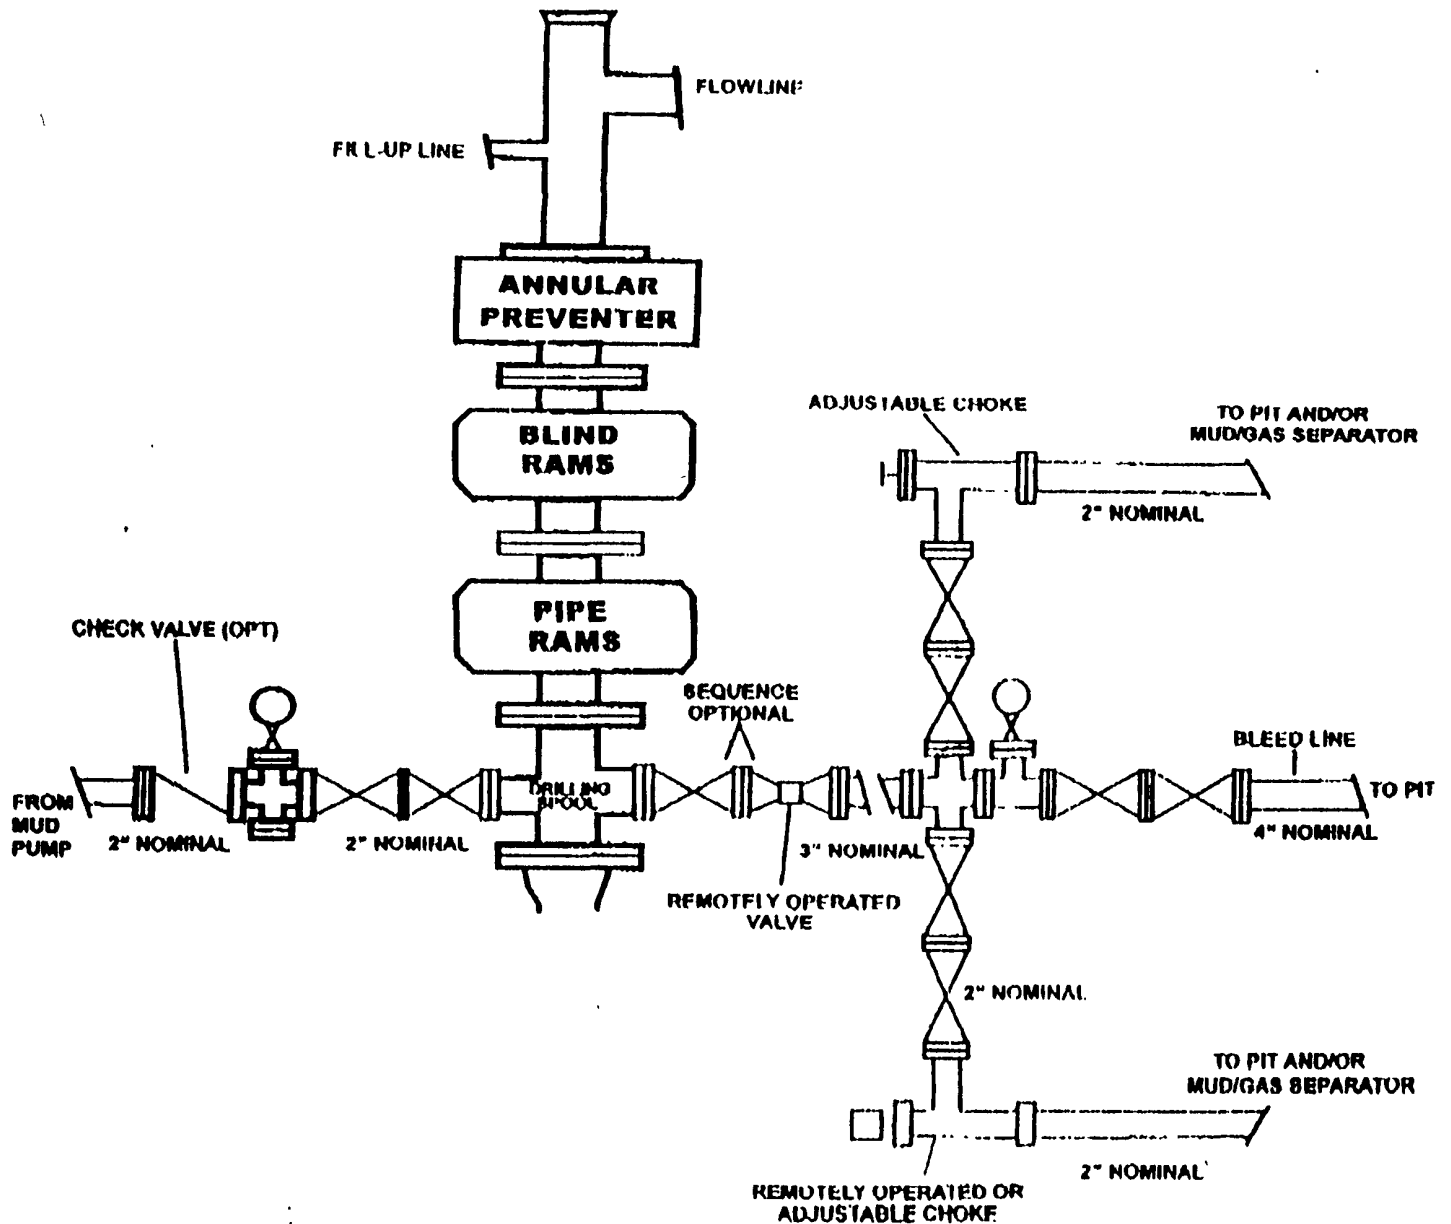 FLOWLINE
FILL-UP LINE
ANNULAR
PREVENTER
BLIND
RAMS
PIPE
RAMS
ADJUSTABLE CHOKE
TO PIT AND/OR
MUD/GAS SEPARATOR
2" NOMINAL
CHECK VALVE (OPT)
SEQUENCE
OPTIONAL
BLEED LINE
TO PIT
4" NOMINAL
FROM
MUD
PUMP
2" NOMINAL
2" NOMINAL
DRILLING
SPOOL
3" NOMINAL
REMOTELY OPERATED
VALVE
2" NOMINAL
TO PIT AND/OR
MUD/GAS SEPARATOR
2" NOMINAL
REMOTELY OPERATED OR
ADJUSTABLE CHOKE